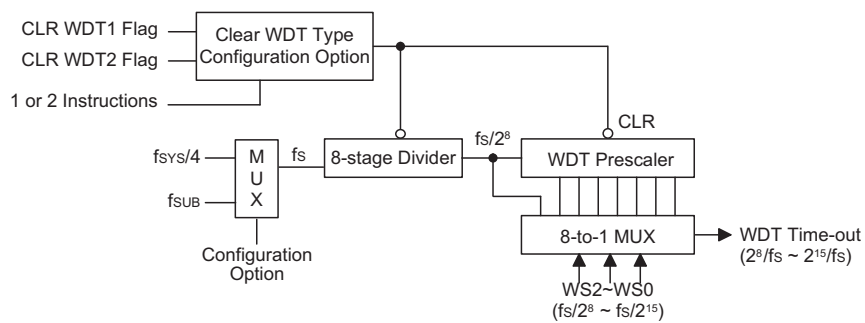 CLR WDT1 Flag
CLR WDT2 Flag
1 or 2 Instructions
Clear WDT Type
Configuration Option
CLR
fSYS/4
fSUB
M
U
X
Configuration
Option
fS
8-stage Divider
fS/2⁸
WDT Prescaler
8-to-1 MUX
WDT Time-out
(2⁸/fS ~ 2¹⁵/fS)
WS2~WS0
(fS/2⁸ ~ fS/2¹⁵)